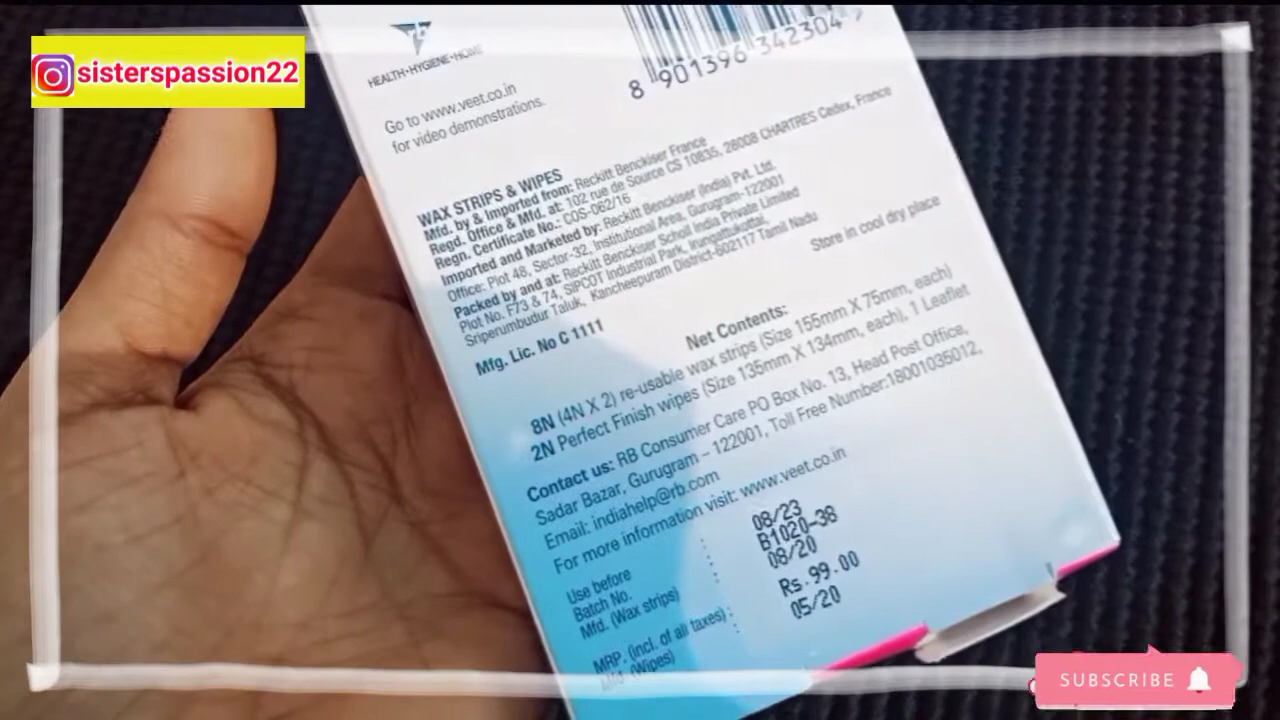 sisterspassion22
rb
HEALTH•HYGIENE•HOME
8 901396 342304
Go to www.veet.co.in
for video demonstrations.
WAX STRIPS & WIPES
Mfd. by & Imported from: Reckitt Benckiser France
Regd. Office & Mfd. at: 102 rue de Source CS 10835, 28008 CHARTRES Cedex, France
Regn. Certificate No.: COS-062/16
Imported and Marketed by: Reckitt Benckiser (India) Pvt. Ltd.
Office: Plot 48, Sector-32, Institutional Area, Gurugram-122001
Packed by and at: Reckitt Benckiser Scholl India Private Limited
Plot No. F73 & 74, SIPCOT Industrial Park, Irungattukottai,
Sriperumbudur Taluk, Kancheepuram District-602117 Tamil Nadu
Store in cool dry place
Mfg. Lic. No C 1111
Net Contents:
8N (4N X 2) re-usable wax strips (Size 155mm X 75mm, each)
2N Perfect Finish wipes (Size 135mm X 134mm, each), 1 Leaflet
Contact us: RB Consumer Care PO Box No. 13, Head Post Office,
Sadar Bazar, Gurugram – 122001, Toll Free Number:18001035012,
Email: indiahelp@rb.com
For more information visit: www.veet.co.in
Use before : 08/23
Batch No. : B1020-38
Mfd. (Wax strips) : 08/20
MRP. (incl. of all taxes) : Rs.99.00
Mfd. (Wipes) : 05/20
SUBSCRIBE